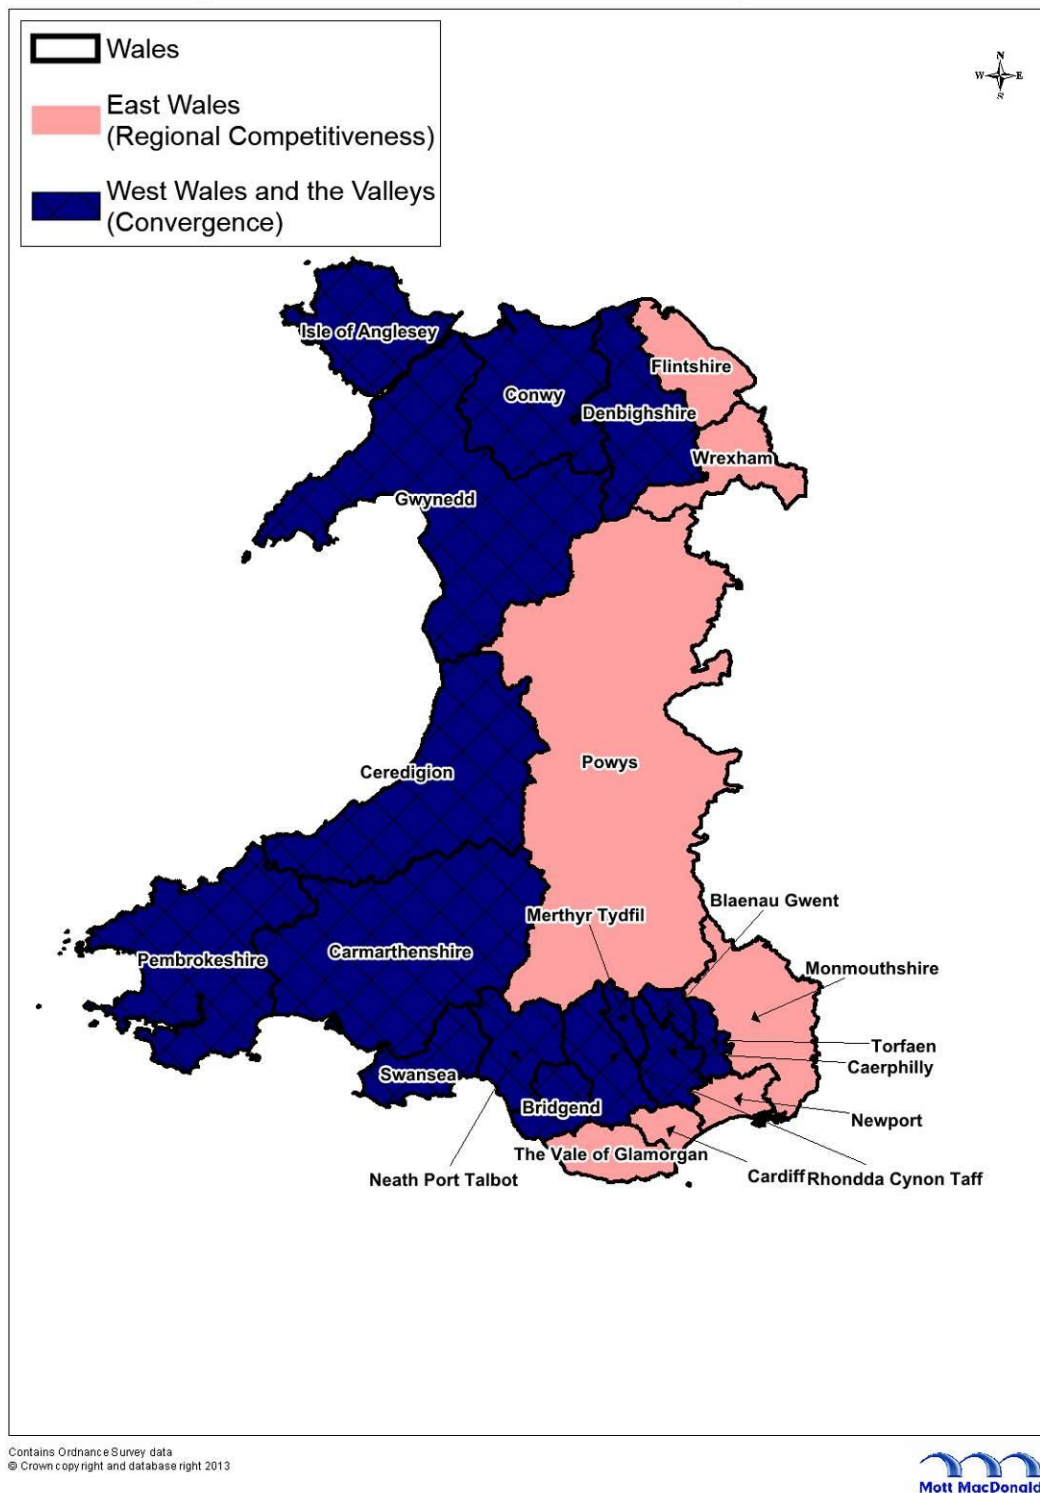 Wales
East Wales
(Regional Competitiveness)
West Wales and the Valleys
(Convergence)
N
W E
S
Isle of Anglesey
Flintshire
Conwy
Denbighshire
Wrexham
Gwynedd
Powys
Ceredigion
Blaenau Gwent
Merthyr Tydfil
Carmarthenshire
Pembrokeshire
Monmouthshire
Torfaen
Caerphilly
Swansea
Bridgend
Newport
The Vale of Glamorgan
Neath Port Talbot
Cardiff
Rhondda Cynon Taff
Contains Ordnance Survey data
© Crown copyright and database right 2013
Mott MacDonald